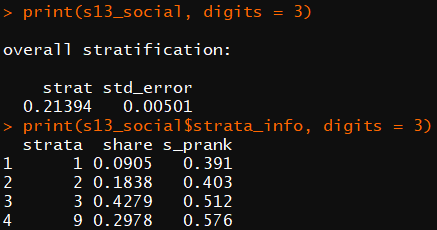 > print(s13_social, digits = 3)
overall stratification:
strat std_error
0.21394 0.00501
> print(s13_social$strata_info, digits = 3)
strata share s_prank
1 1 0.0905 0.391
2 2 0.1838 0.403
3 3 0.4279 0.512
4 9 0.2978 0.576